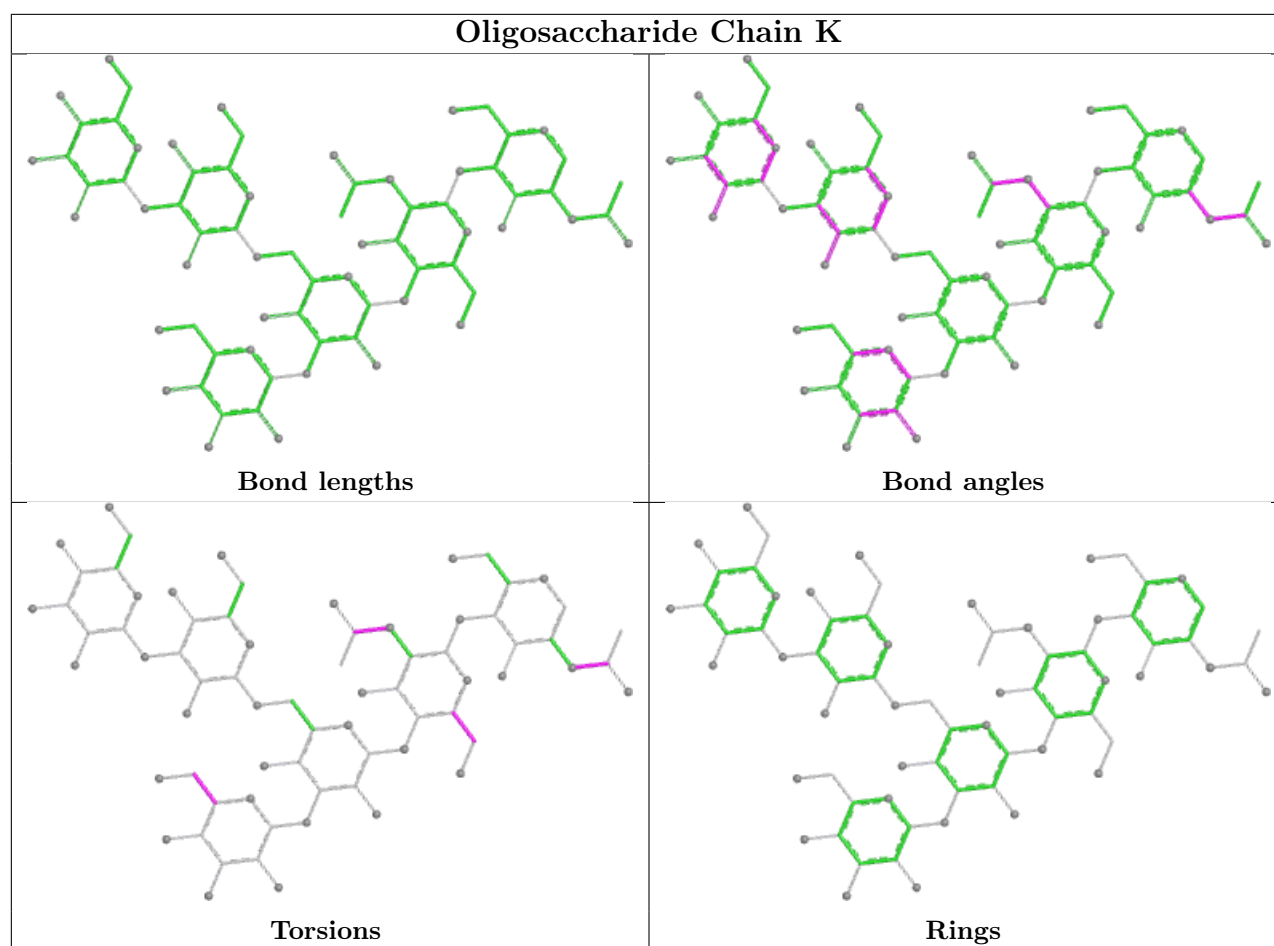 Oligosaccharide Chain K
Bond lengths
Bond angles
Torsions
Rings